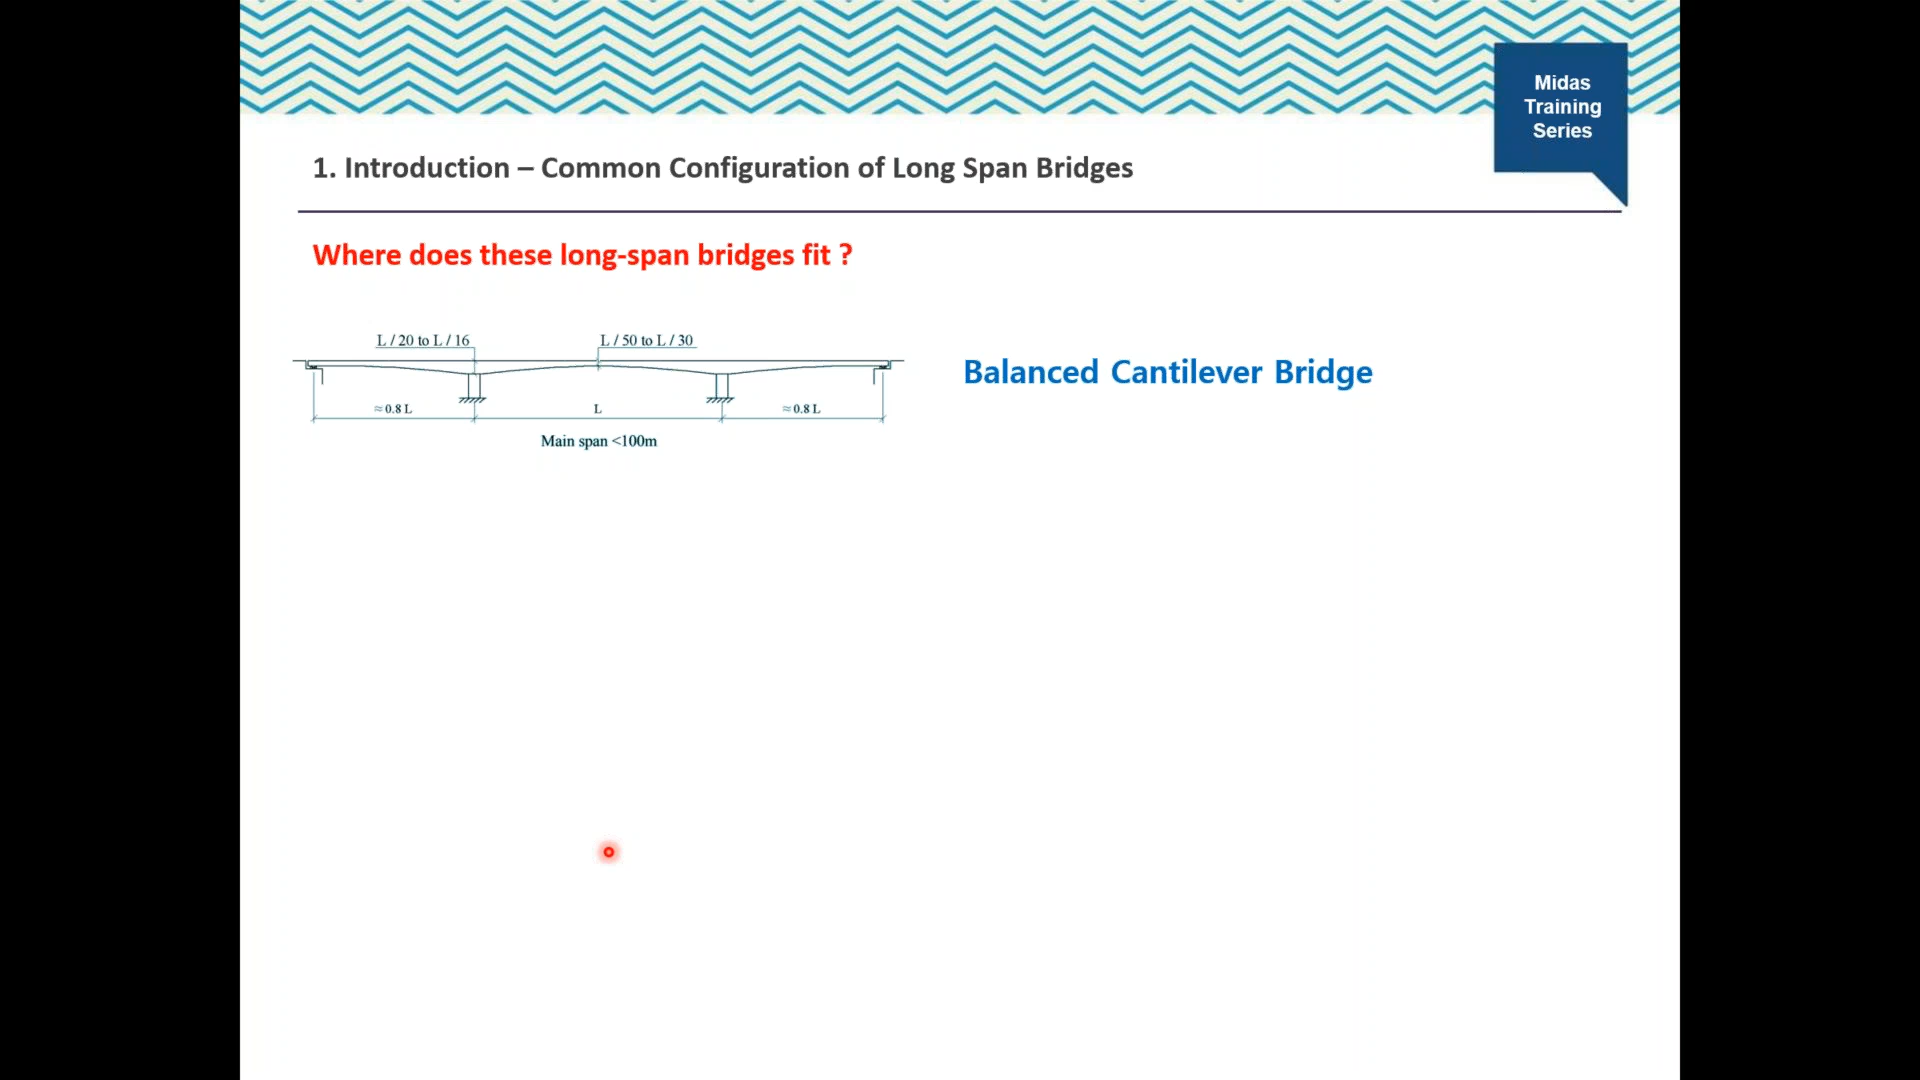 Midas
Training
Series
1. Introduction – Common Configuration of Long Span Bridges
Where does these long-span bridges fit ?
L / 20 to L / 16
L / 50 to L / 30
Balanced Cantilever Bridge
≈ 0.8 L
L
≈ 0.8 L
Main span <100m